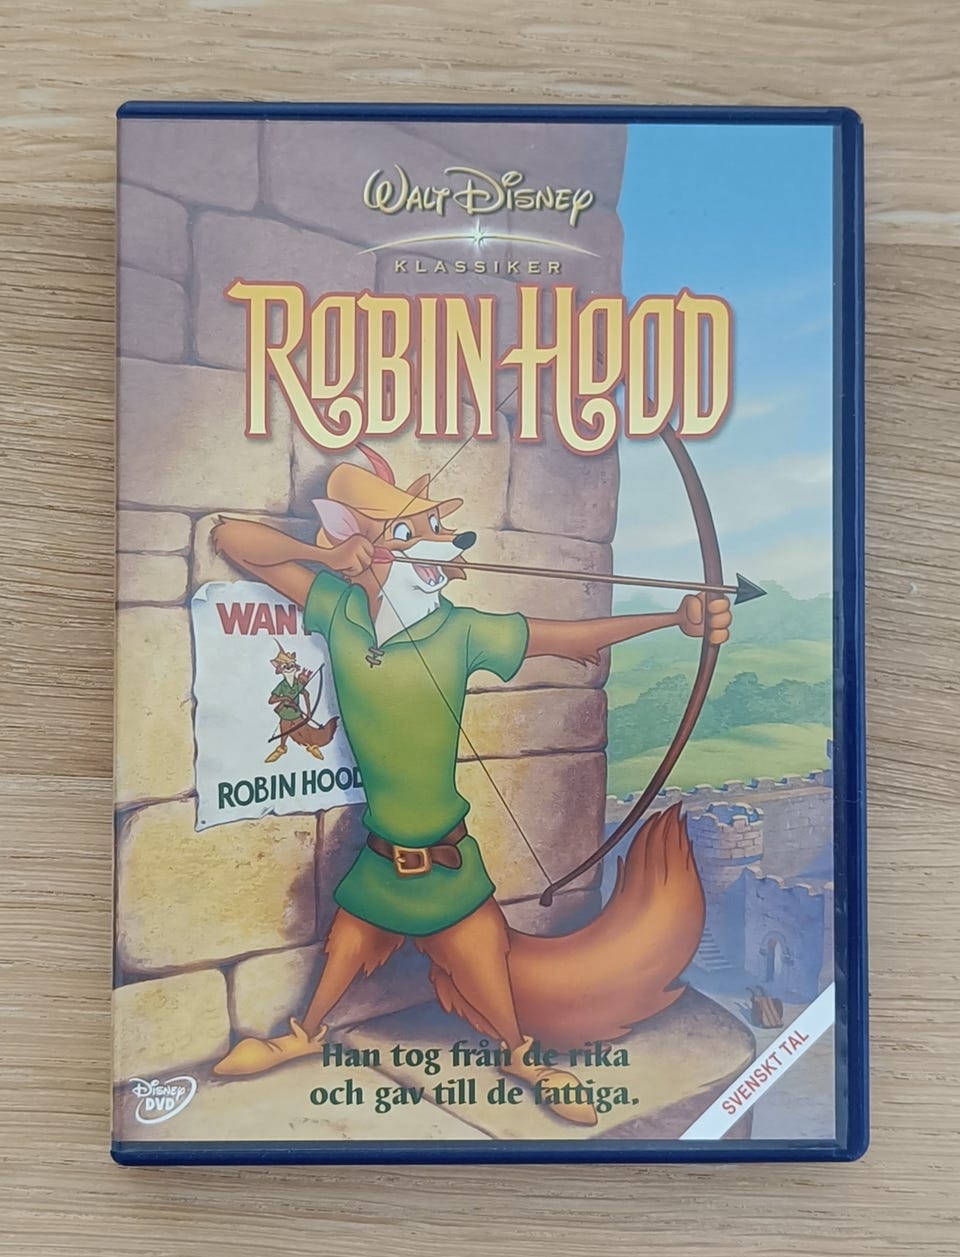 WALT DISNEY
KLASSIKER
ROBIN HOOD
WANT
ROBIN HOOD
Han tog från de rika
och gav till de fattiga.
DISNEY
DVD
SVENSKT TAL